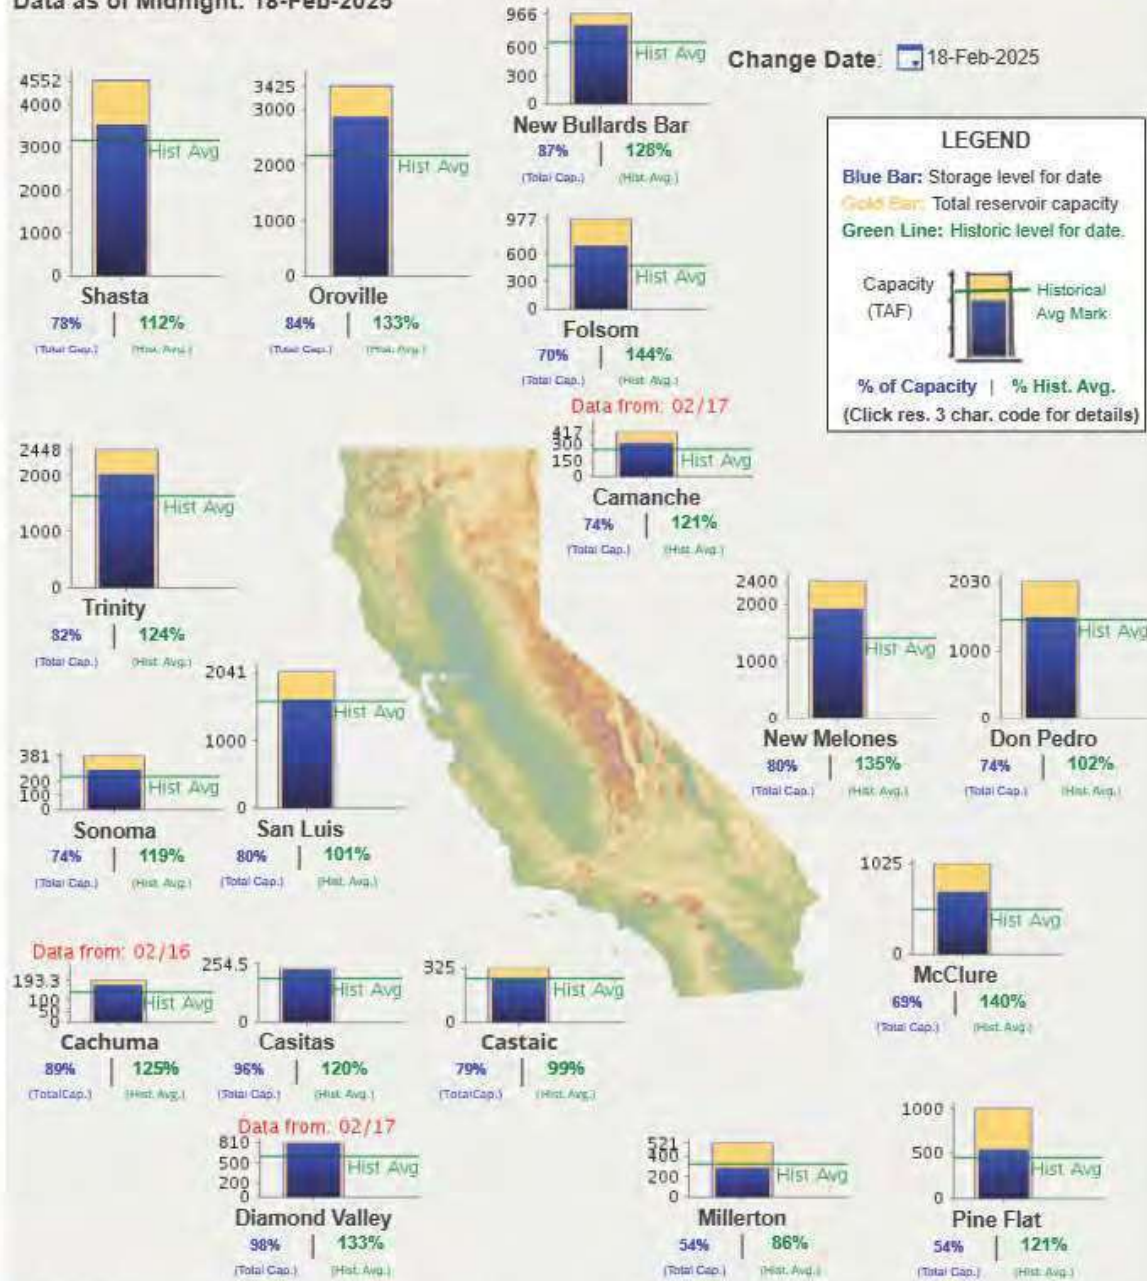 Data as of Midnight: 18-Feb-2025
Change Date: 18-Feb-2025
4552
4000
3000
2000
1000
0
Hist Avg
Shasta
78% | 112%
(Total Cap.) (Hist. Avg.)
3425
3000
2000
1000
0
Hist Avg
Oroville
84% | 133%
(Total Cap.) (Hist. Avg.)
966
600
300
0
Hist Avg
New Bullards Bar
87% | 128%
(Total Cap.) (Hist. Avg.)
977
600
300
0
Hist Avg
Folsom
70% | 144%
(Total Cap.) (Hist. Avg.)
LEGEND
Blue Bar: Storage level for date
Gold Bar: Total reservoir capacity
Green Line: Historic level for date.
Capacity
(TAF)
Historical
Avg Mark
% of Capacity | % Hist. Avg.
(Click res. 3 char. code for details)
Data from: 02/17
417
300
150
0
Hist Avg
Camanche
74% | 121%
(Total Cap.) (Hist. Avg.)
2448
2000
1000
0
Hist Avg
Trinity
82% | 124%
(Total Cap.) (Hist. Avg.)
2400
2000
1000
0
Hist Avg
New Melones
80% | 135%
(Total Cap.) (Hist. Avg.)
2030
1000
0
Hist Avg
Don Pedro
74% | 102%
(Total Cap.) (Hist. Avg.)
381
200
100
0
Hist Avg
Sonoma
74% | 119%
(Total Cap.) (Hist. Avg.)
2041
1000
0
Hist Avg
San Luis
80% | 101%
(Total Cap.) (Hist. Avg.)
1025
0
Hist Avg
McClure
69% | 140%
(Total Cap.) (Hist. Avg.)
Data from: 02/16
193.3
100
50
0
Hist Avg
Cachuma
89% | 125%
(TotalCap.) (Hist. Avg.)
254.5
0
Hist Avg
Casitas
96% | 120%
(Total Cap.) (Hist. Avg.)
325
0
Hist Avg
Castaic
79% | 99%
(TotalCap.) (Hist. Avg.)
Data from: 02/17
810
500
200
0
Hist Avg
Diamond Valley
98% | 133%
(Total Cap.) (Hist. Avg.)
521
400
200
0
Hist Avg
Millerton
54% | 86%
(Total Cap.) (Hist. Avg.)
1000
500
0
Hist Avg
Pine Flat
54% | 121%
(Total Cap.) (Hist. Avg.)